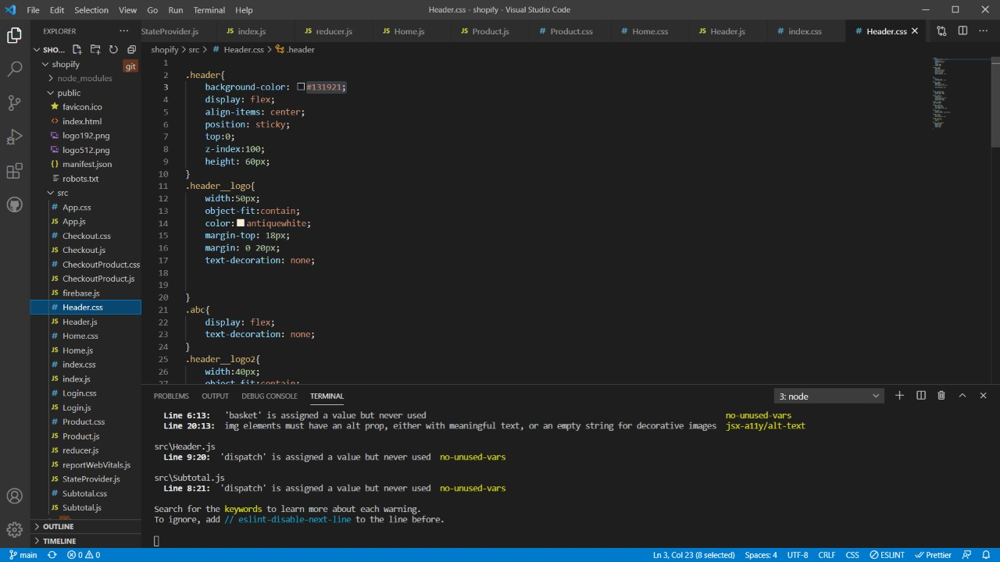 File Edit Selection View Go Run Terminal Help
Header.css - shopify - Visual Studio Code
EXPLORER
StateProvider.js
index.js
reducer.js
Home.js
Product.js
Product.css
Home.css
Header.js
index.css
Header.css
SHO...
shopify > src > # Header.css > .header
shopify
git
node_modules
public
favicon.ico
index.html
logo192.png
logo512.png
manifest.json
robots.txt
src
App.css
App.js
Checkout.css
Checkout.js
CheckoutProduct.css
CheckoutProduct.js
firebase.js
Header.css
Header.js
Home.css
Home.js
index.css
index.js
Login.css
Login.js
Product.css
Product.js
reducer.js
reportWebVitals.js
StateProvider.js
Subtotal.css
Subtotal.js
OUTLINE
TIMELINE
1
2 .header{
3 background-color: #131921;
4 display: flex;
5 align-items: center;
6 position: sticky;
7 top:0;
8 z-index:100;
9 height: 60px;
10 }
11 .header__logo{
12 width:50px;
13 object-fit:contain;
14 color: antiquewhite;
15 margin-top: 18px;
16 margin: 0 20px;
17 text-decoration: none;
18
19
20 }
21 .abc{
22 display: flex;
23 text-decoration: none;
24 }
25 .header__logo2{
26 width:40px;
27 object-fit:contain;
PROBLEMS OUTPUT DEBUG CONSOLE TERMINAL
3: node
Line 6:13: 'basket' is assigned a value but never used no-unused-vars
Line 20:13: img elements must have an alt prop, either with meaningful text, or an empty string for decorative images jsx-a11y/alt-text
src\Header.js
Line 9:20: 'dispatch' is assigned a value but never used no-unused-vars
src\Subtotal.js
Line 8:21: 'dispatch' is assigned a value but never used no-unused-vars
Search for the keywords to learn more about each warning.
To ignore, add // eslint-disable-next-line to the line before.
main
0 0
Ln 3, Col 23 (8 selected) Spaces: 4 UTF-8 CRLF CSS ESLINT Prettier